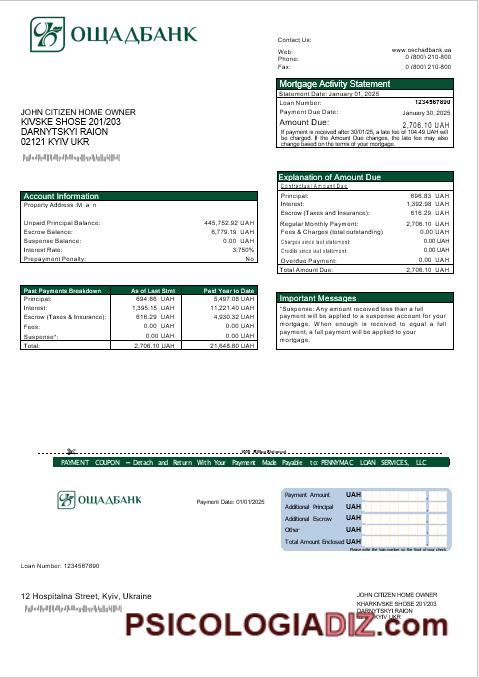 ОЩАДБАНК
Contact Us:
Web: www.oschadbank.ua
Phone: 0 (800) 210-800
Fax: 0 (800) 210-800
Mortgage Activity Statement
Statement Date: January 01, 2025
Loan Number: 1234567890
Payment Due Date: January 30, 2025
Amount Due: 2,706.10 UAH
If payment is received after 30/01/25, a late fee of 104.49 UAH will
be charged. If the Amount Due changes, the late fee may also
change based on the terms of your mortgage.
JOHN CITIZEN HOME OWNER
KIVSKE SHOSE 201/203
DARNYTSKYI RAION
02121 KYIV UKR
Explanation of Amount Due
Contractual Amount Due
Principal: 696.83 UAH
Interest: 1,392.98 UAH
Escrow (Taxes and Insurance): 616.29 UAH
Regular Monthly Payment: 2,706.10 UAH
Fees & Charges (total outstanding) 0.00 UAH
Charges since last statement: 0.00 UAH
Credits since last statement: 0.00 UAH
Overdue Payment: 0.00 UAH
Total Amount Due: 2,706.10 UAH
Account Information
Property Address :M a n
Unpaid Principal Balance: 445,752.92 UAH
Escrow Balance: 6,779.19 UAH
Suspense Balance: 0.00 UAH
Interest Rate: 3.750%
Prepayment Penalty: No
Past Payments Breakdown As of Last Stmt Paid Year to Date
Principal: 694.66 UAH 5,497.08 UAH
Interest: 1,395.15 UAH 11,221.40 UAH
Escrow (Taxes & Insurance): 616.29 UAH 4,930.32 UAH
Fees: 0.00 UAH 0.00 UAH
Suspense*: 0.00 UAH 0.00 UAH
Total: 2,706.10 UAH 21,648.80 UAH
Important Messages
*Suspense: Any amount received less than a full
payment will be applied to a suspense account for your
mortgage. When enough is received to equal a full
payment, a full payment will be applied to your
mortgage.
PAYMENT COUPON – Detach and Return With Your Payment Made Payable to: PENNYMAC LOAN SERVICES, LLC
ОЩАДБАНК
Payment Date: 01/01/2025
Payment Amount UAH
Additional Principal UAH
Additional Escrow UAH
Other UAH
Total Amount Enclosed UAH
Please write the loan number on the front of your check.
Loan Number: 1234567890
12 Hospitalna Street, Kyiv, Ukraine
JOHN CITIZEN HOME OWNER
KHARKIVSKE SHOSE 201/203
DARNYTSKYI RAION
KYIV UKR
PSICOLOGIADIZ.com